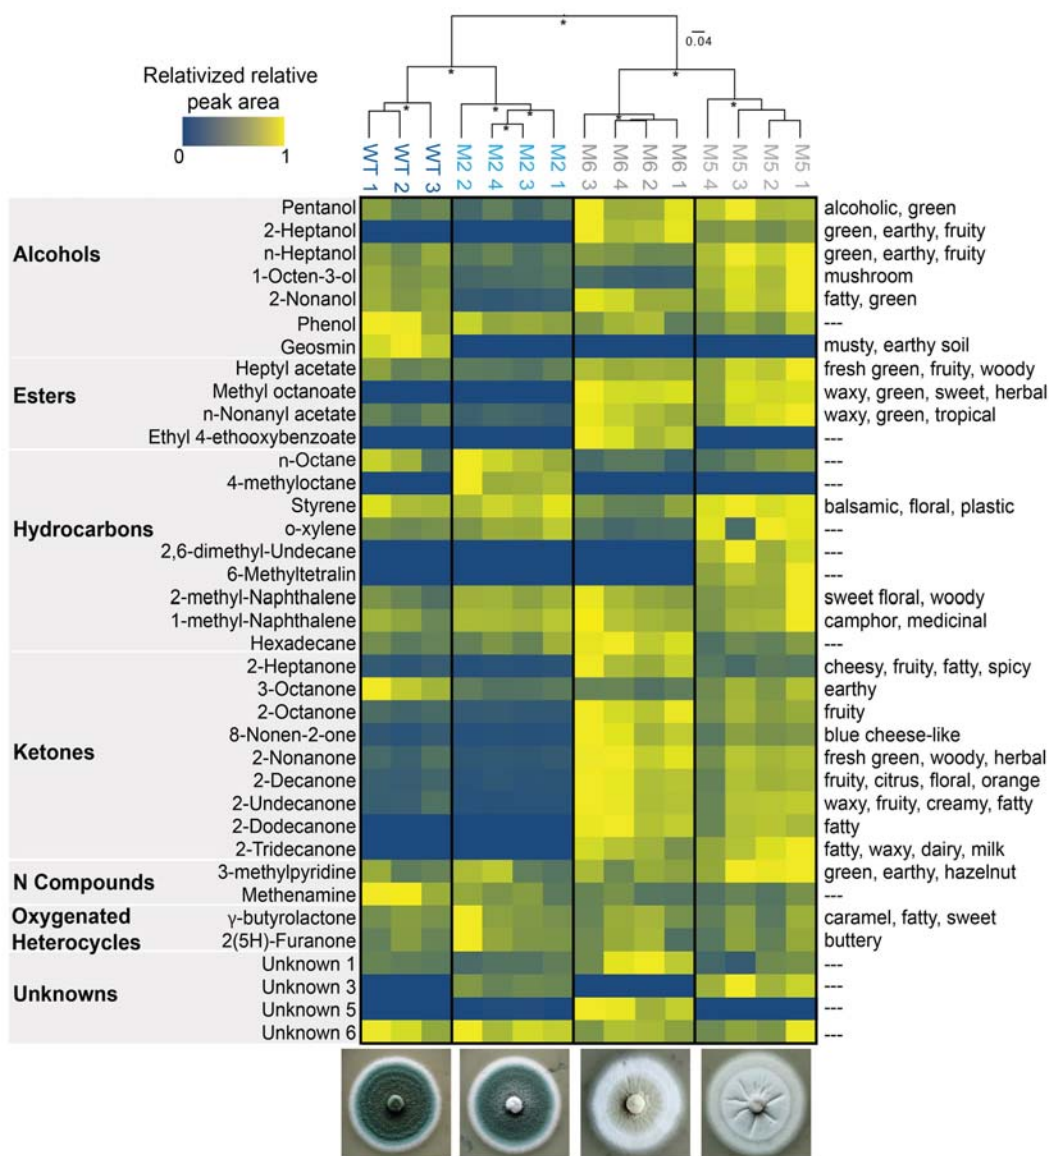 0.04
Relativized relative
peak area
0 1
WT 1 WT 2 WT 3 M2 2 M2 4 M2 3 M2 1 M6 3 M6 4 M6 2 M6 1 M5 4 M5 3 M5 2 M5 1
Alcohols
Pentanol alcoholic, green
2-Heptanol green, earthy, fruity
n-Heptanol green, earthy, fruity
1-Octen-3-ol mushroom
2-Nonanol fatty, green
Phenol ---
Geosmin musty, earthy soil
Esters
Heptyl acetate fresh green, fruity, woody
Methyl octanoate waxy, green, sweet, herbal
n-Nonanyl acetate waxy, green, tropical
Ethyl 4-ethooxybenzoate ---
Hydrocarbons
n-Octane ---
4-methyloctane ---
Styrene balsamic, floral, plastic
o-xylene ---
2,6-dimethyl-Undecane ---
6-Methyltetralin ---
2-methyl-Naphthalene sweet floral, woody
1-methyl-Naphthalene camphor, medicinal
Hexadecane ---
Ketones
2-Heptanone cheesy, fruity, fatty, spicy
3-Octanone earthy
2-Octanone fruity
8-Nonen-2-one blue cheese-like
2-Nonanone fresh green, woody, herbal
2-Decanone fruity, citrus, floral, orange
2-Undecanone waxy, fruity, creamy, fatty
2-Dodecanone fatty
2-Tridecanone fatty, waxy, dairy, milk
N Compounds
3-methylpyridine green, earthy, hazelnut
Methenamine ---
Oxygenated
Heterocycles
γ-butyrolactone caramel, fatty, sweet
2(5H)-Furanone buttery
Unknowns
Unknown 1 ---
Unknown 3 ---
Unknown 5 ---
Unknown 6 ---